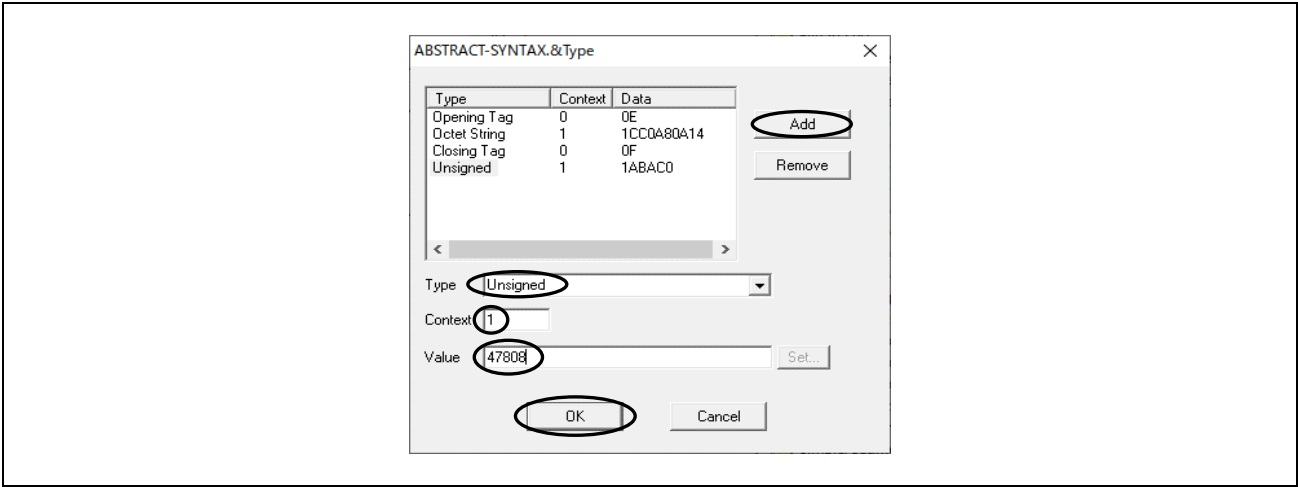 ABSTRACT-SYNTAX.&Type
Type Context Data
Opening Tag 0 0E
Octet String 1 1CC0A80A14
Closing Tag 0 0F
Unsigned 1 1ABAC0
Add
Remove
Type Unsigned
Context 1
Value 47808 Set...
OK Cancel